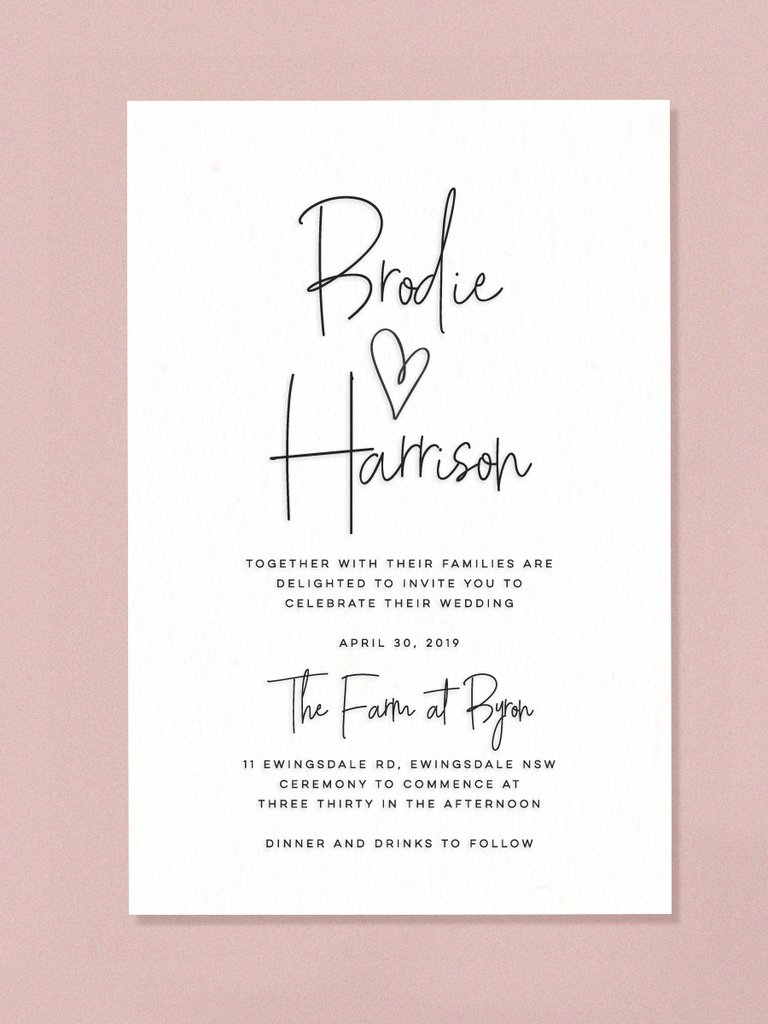 Brodie
Harrison
TOGETHER WITH THEIR FAMILIES ARE
DELIGHTED TO INVITE YOU TO
CELEBRATE THEIR WEDDING
APRIL 30, 2019
The Farm at Byron
11 EWINGSDALE RD, EWINGSDALE NSW
CEREMONY TO COMMENCE AT
THREE THIRTY IN THE AFTERNOON
DINNER AND DRINKS TO FOLLOW